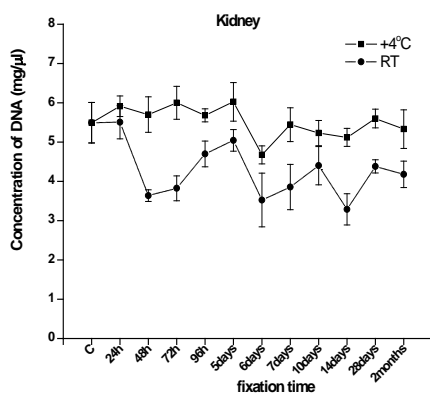 Kidney
+4°C
RT
Concentration of DNA (mg/µl)
8
7
6
5
4
3
2
1
0
C
24h
48h
72h
96h
5days
6days
7days
10days
14days
28days
2months
fixation time